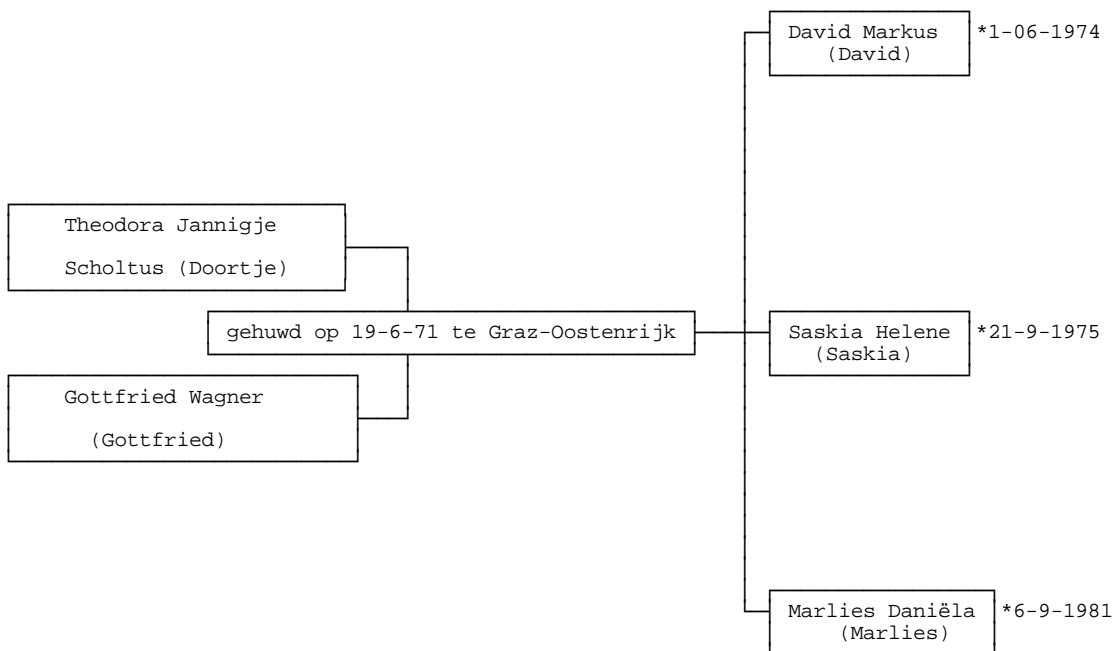 David Markus *1-06-1974
(David)
Theodora Jannigje
Scholtus (Doortje)
gehuwd op 19-6-71 te Graz-Oostenrijk
Saskia Helene *21-9-1975
(Saskia)
Gottfried Wagner
(Gottfried)
Marlies Daniëla *6-9-1981
(Marlies)